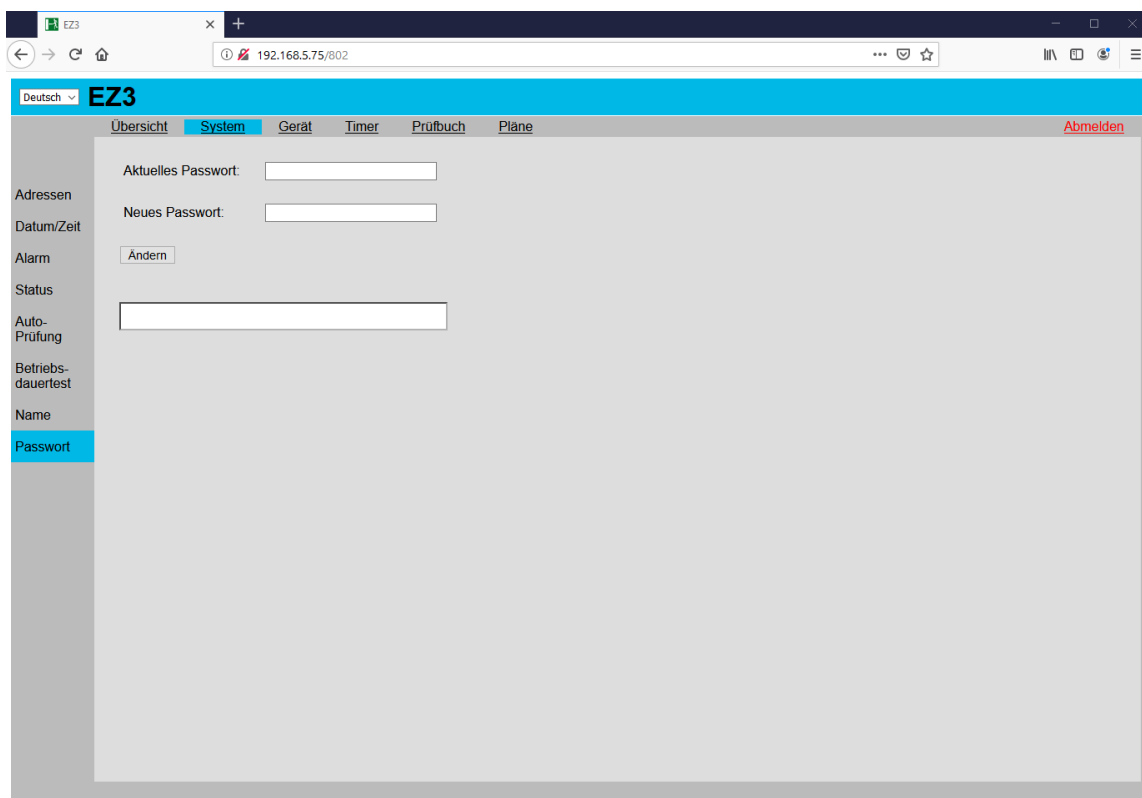 EZ3
192.168.5.75/802
Deutsch EZ3
Übersicht System Gerät Timer Prüfbuch Pläne Abmelden
Aktuelles Passwort:
Neues Passwort:
Ändern
Adressen
Datum/Zeit
Alarm
Status
Auto-
Prüfung
Betriebs-
dauertest
Name
Passwort